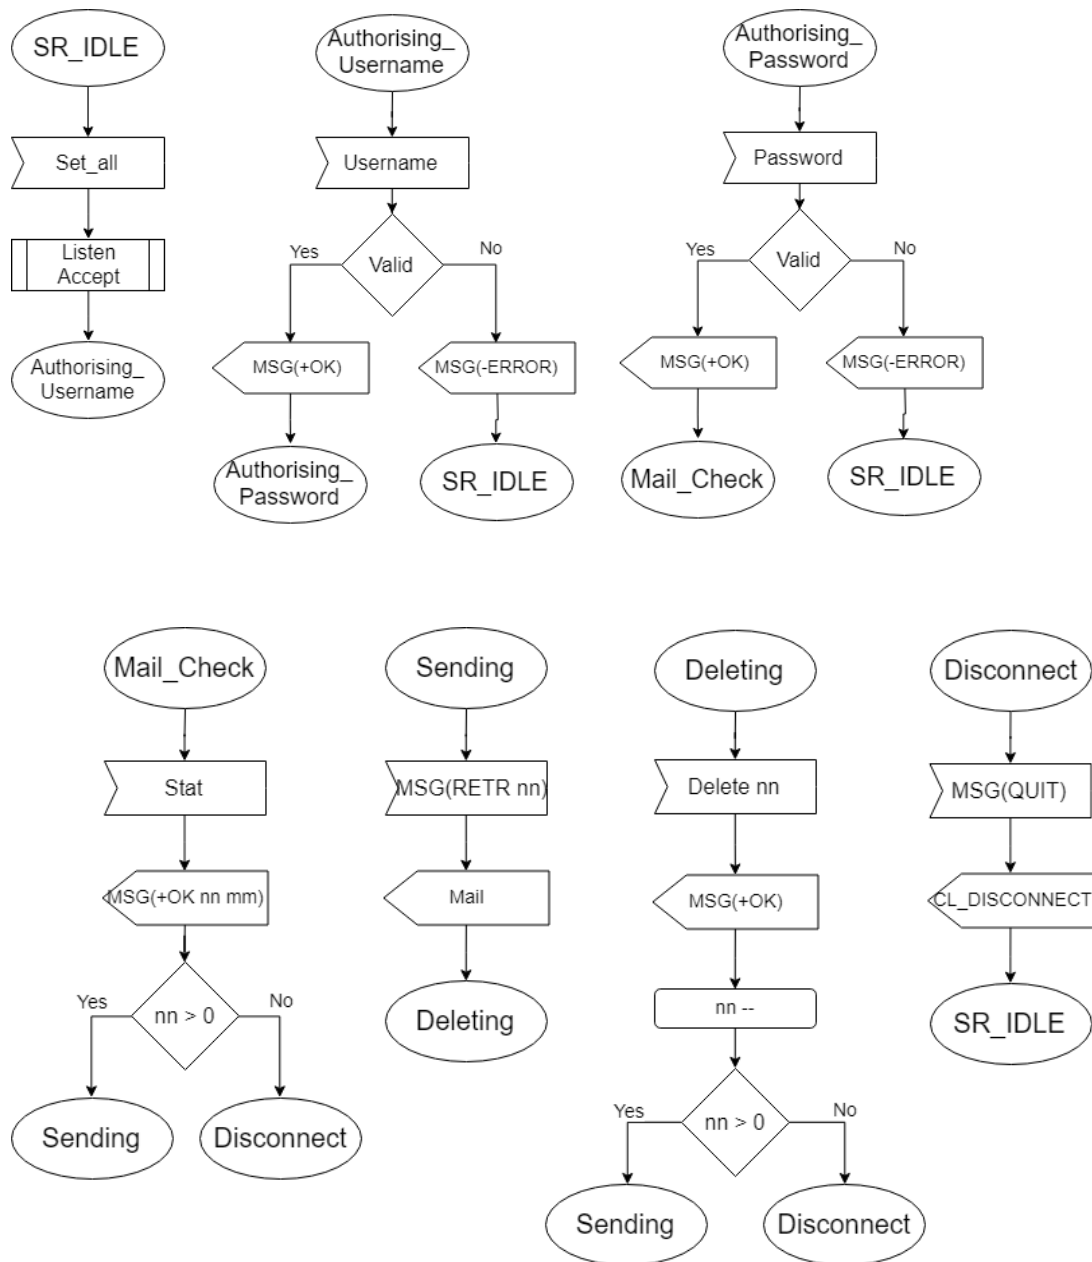 SR_IDLE
Set_all
Listen
Accept
Authorising_
Username
Authorising_
Username
Username
Valid
Yes
No
MSG(+OK)
MSG(-ERROR)
Authorising_
Password
SR_IDLE
Authorising_
Password
Password
Valid
Yes
No
MSG(+OK)
MSG(-ERROR)
Mail_Check
SR_IDLE
Mail_Check
Stat
MSG(+OK nn mm)
nn > 0
Yes
No
Sending
Disconnect
Sending
MSG(RETR nn)
Mail
Deleting
Deleting
Delete nn
MSG(+OK)
nn --
nn > 0
Yes
No
Sending
Disconnect
Disconnect
MSG(QUIT)
CL_DISCONNECT
SR_IDLE